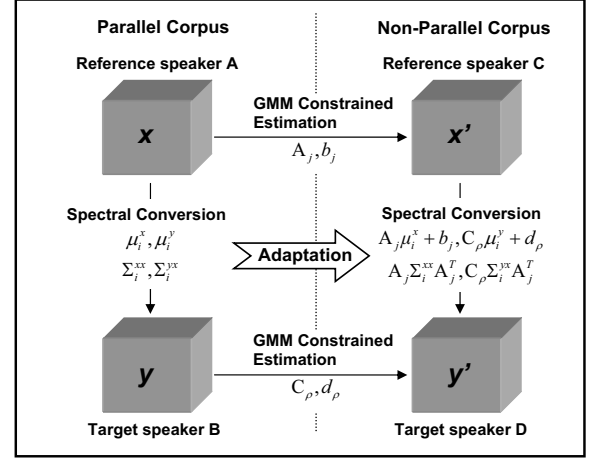 Parallel Corpus
Non-Parallel Corpus
Reference speaker A
Reference speaker C
x
GMM Constrained
Estimation
A_j, b_j
x'
Spectral Conversion
μ_i^x, μ_i^y
Σ_i^{xx}, Σ_i^{yx}
Adaptation
Spectral Conversion
A_j μ_i^x + b_j, C_ρ μ_i^y + d_ρ
A_j Σ_i^{xx} A_j^T, C_ρ Σ_i^{yx} A_j^T
y
GMM Constrained
Estimation
C_ρ, d_ρ
y'
Target speaker B
Target speaker D